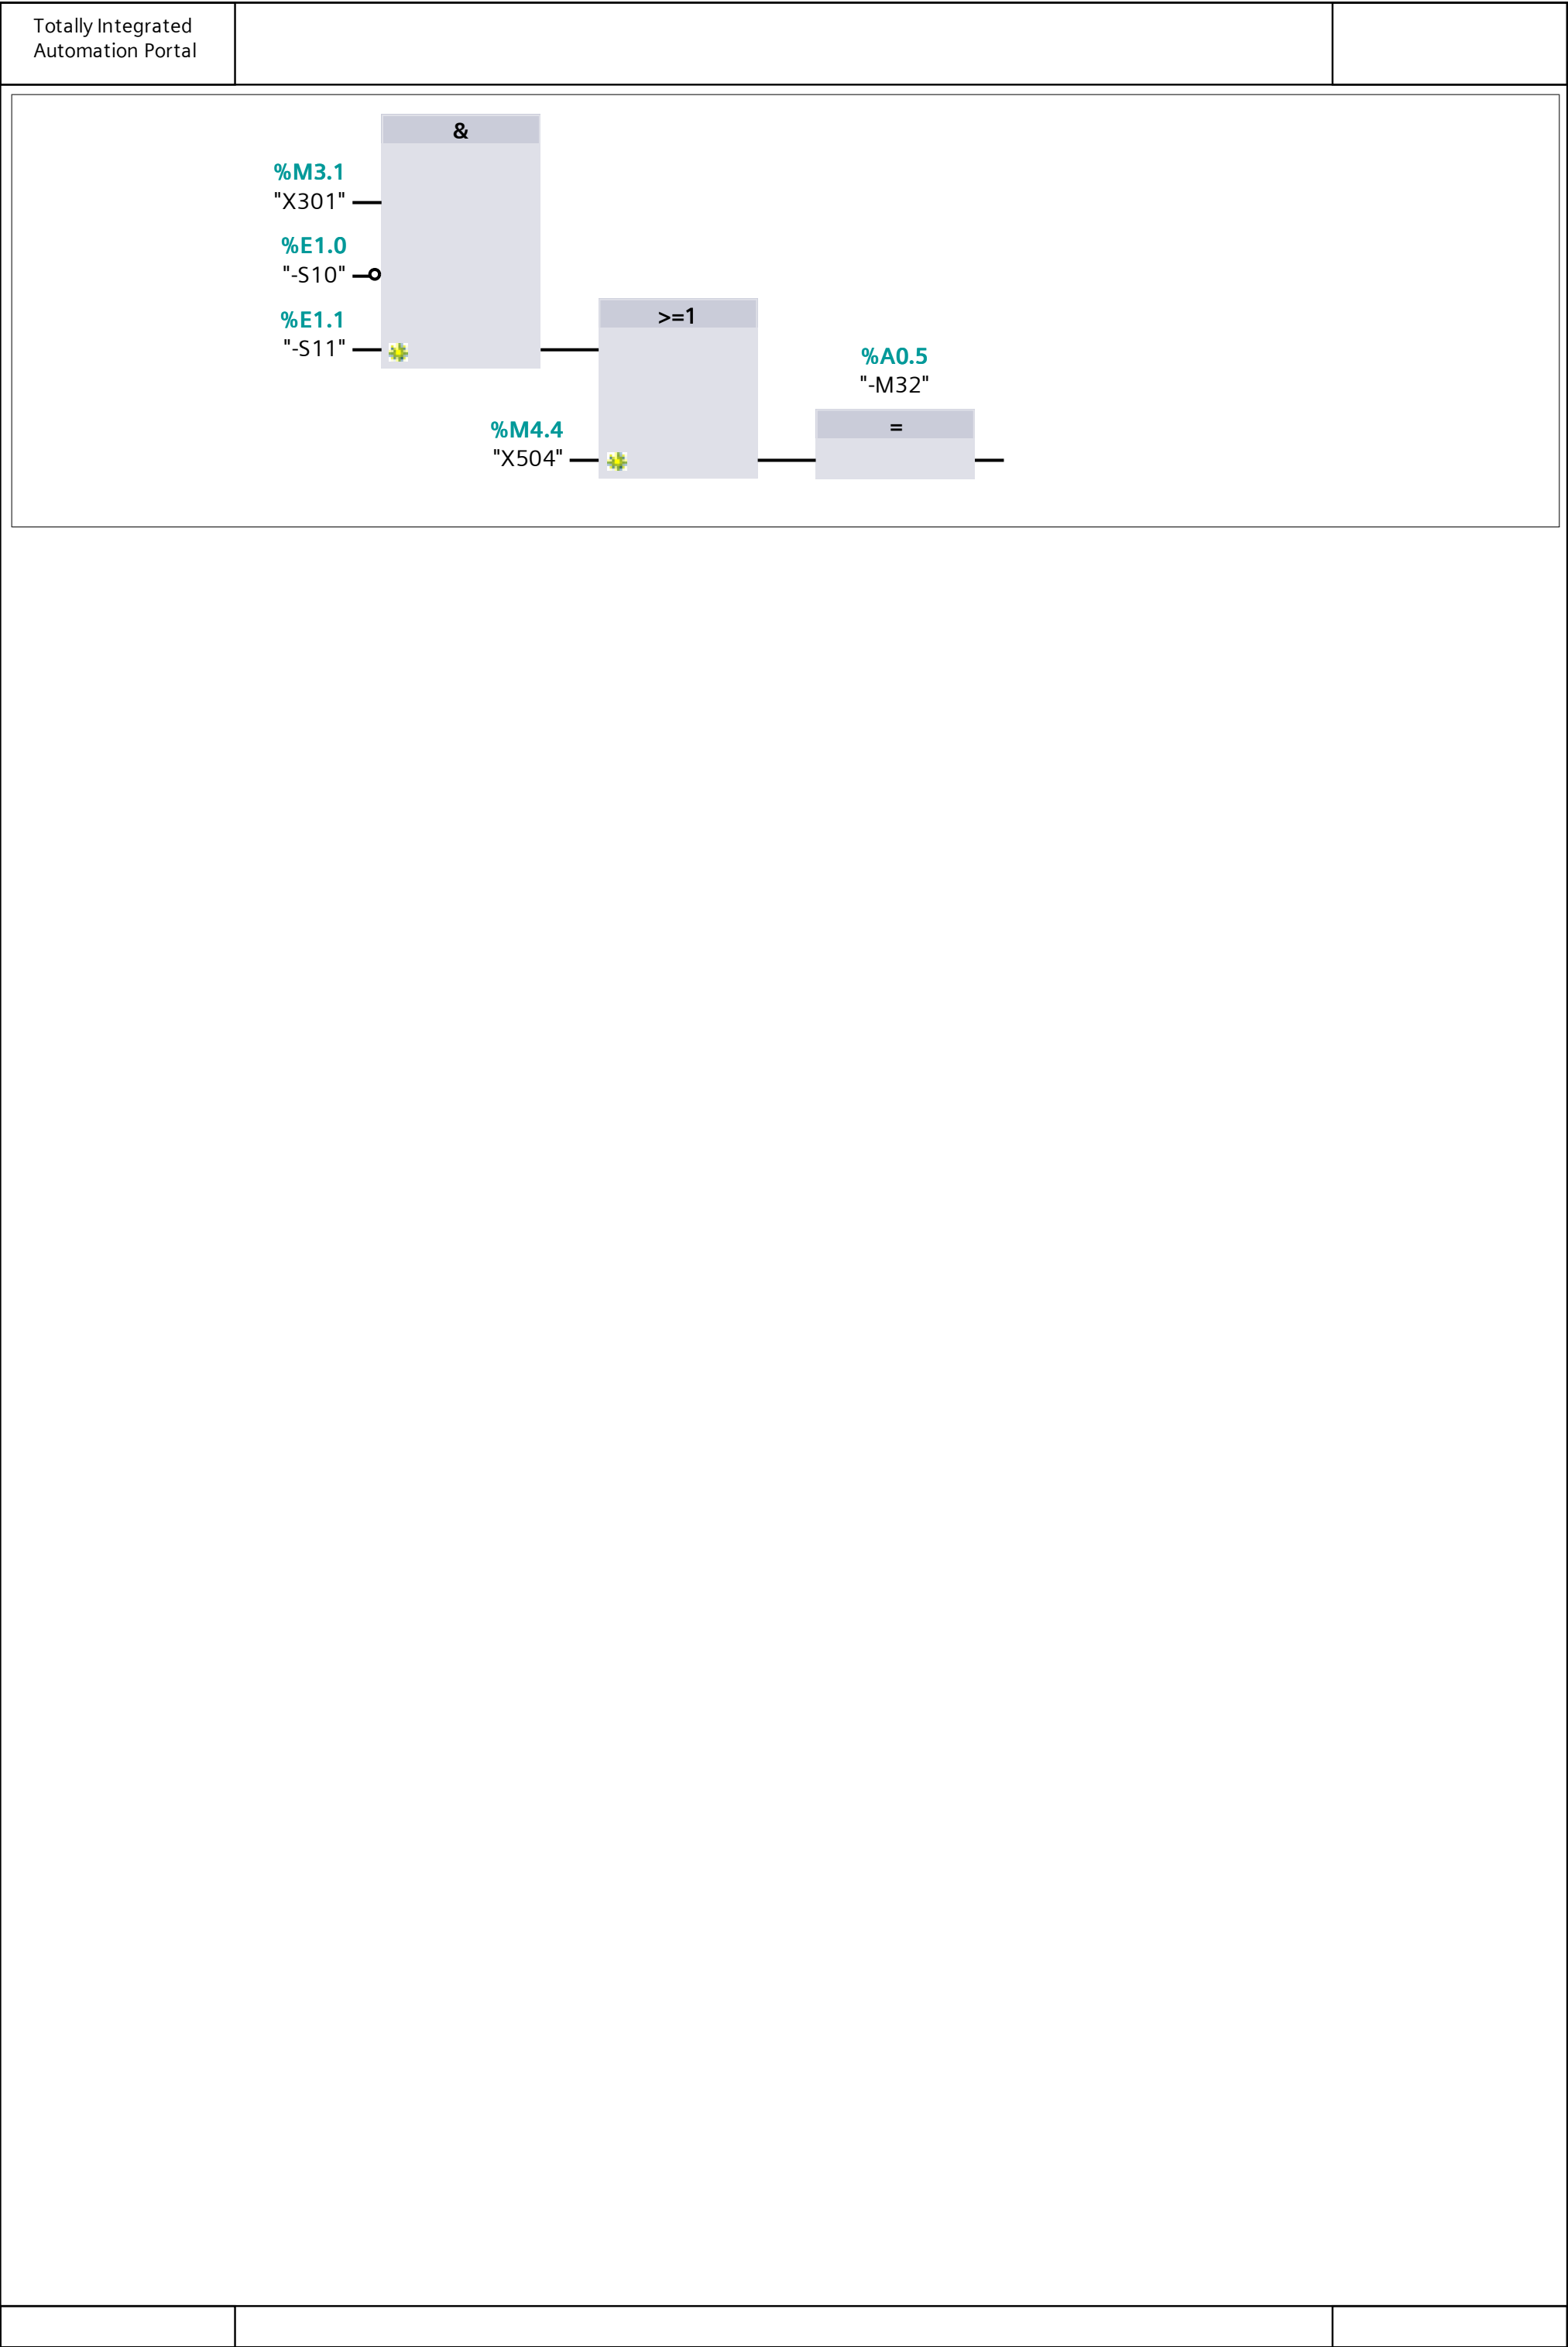 Totally Integrated
Automation Portal
&
%M3.1
"X301"
%E1.0
"-S10"
%E1.1
"-S11"
>=1
%M4.4
"X504"
%A0.5
"-M32"
=